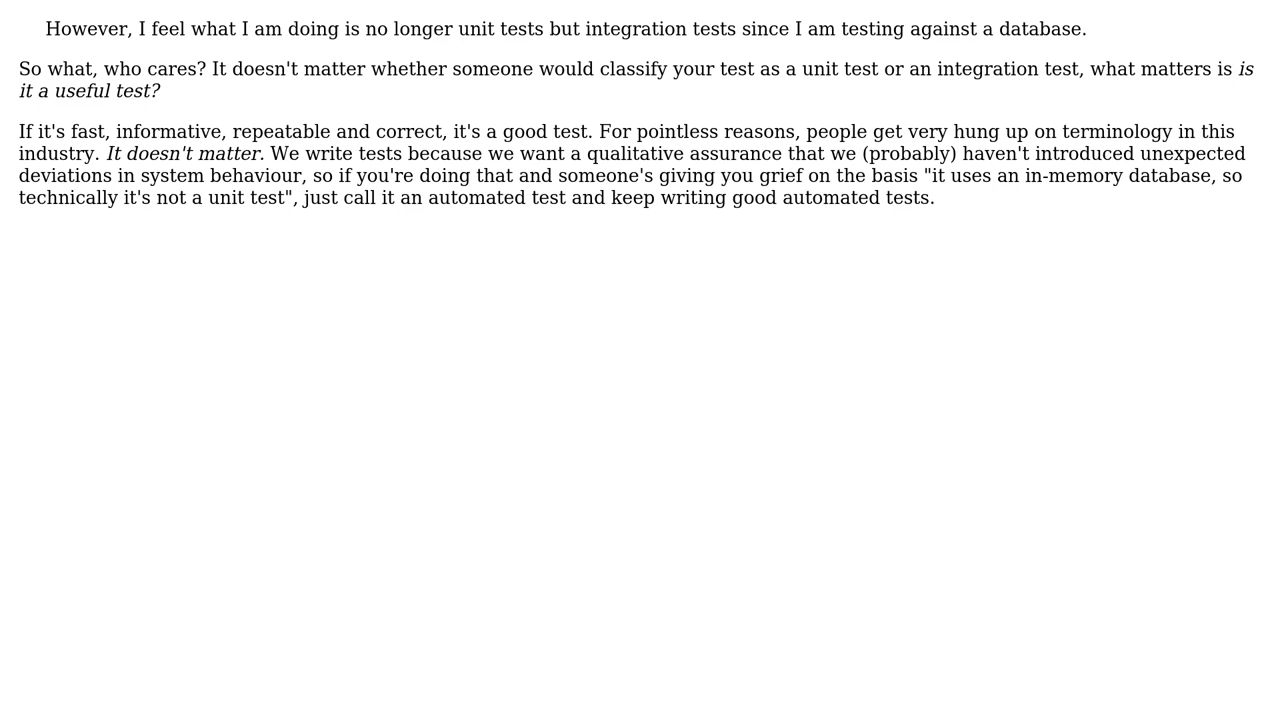 However, I feel what I am doing is no longer unit tests but integration tests since I am testing against a database.
So what, who cares? It doesn't matter whether someone would classify your test as a unit test or an integration test, what matters is is
it a useful test?
If it's fast, informative, repeatable and correct, it's a good test. For pointless reasons, people get very hung up on terminology in this
industry. It doesn't matter. We write tests because we want a qualitative assurance that we (probably) haven't introduced unexpected
deviations in system behaviour, so if you're doing that and someone's giving you grief on the basis "it uses an in-memory database, so
technically it's not a unit test", just call it an automated test and keep writing good automated tests.